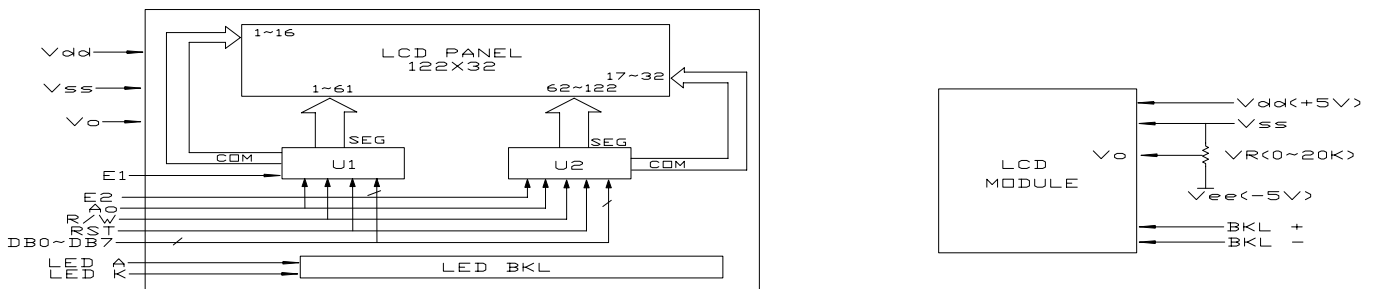 1~16
LCD PANEL
122X32
17~32
1~61
62~122
Vdd
Vss
Vo
SEG
SEG
COM
U1
U2
COM
E1
E2
A0
R/W
RST
DB0~DB7
LED A
LED K
LED BKL
LCD
MODULE
Vo
Vdd(+5V)
Vss
VR(0~20K)
Vee(-5V)
BKL +
BKL -